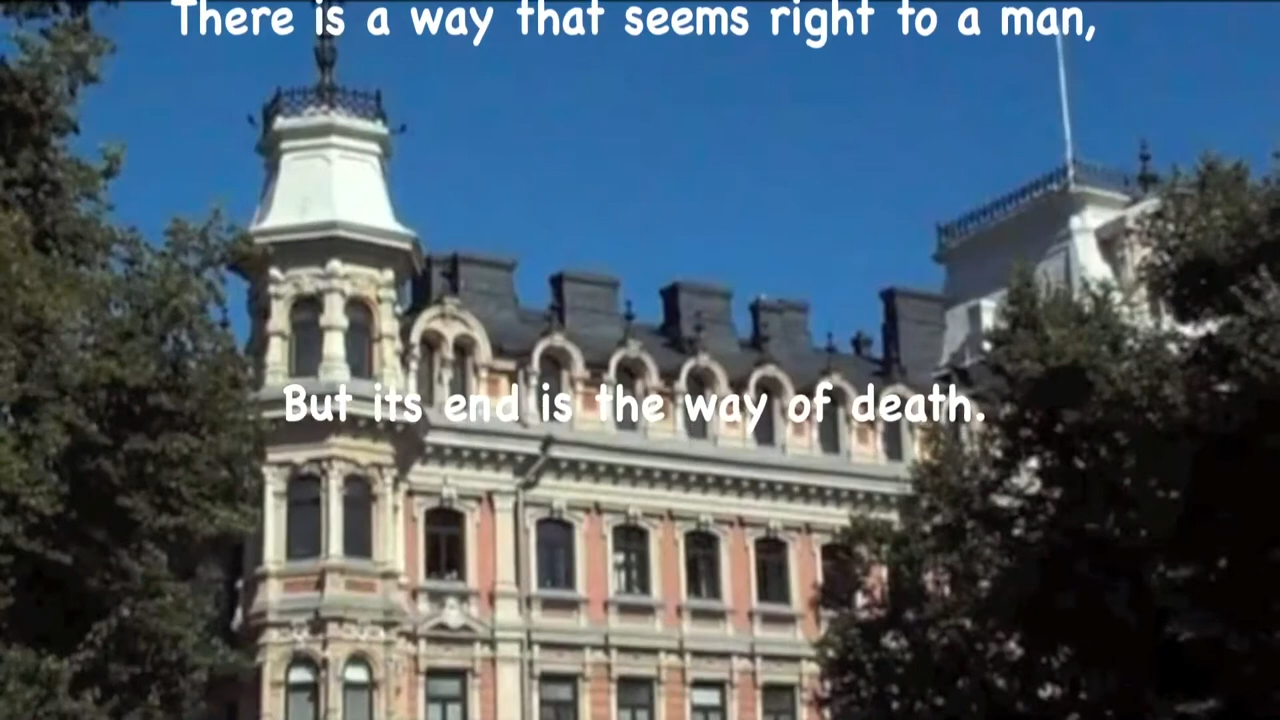 There is a way that seems right to a man,
But its end is the way of death.